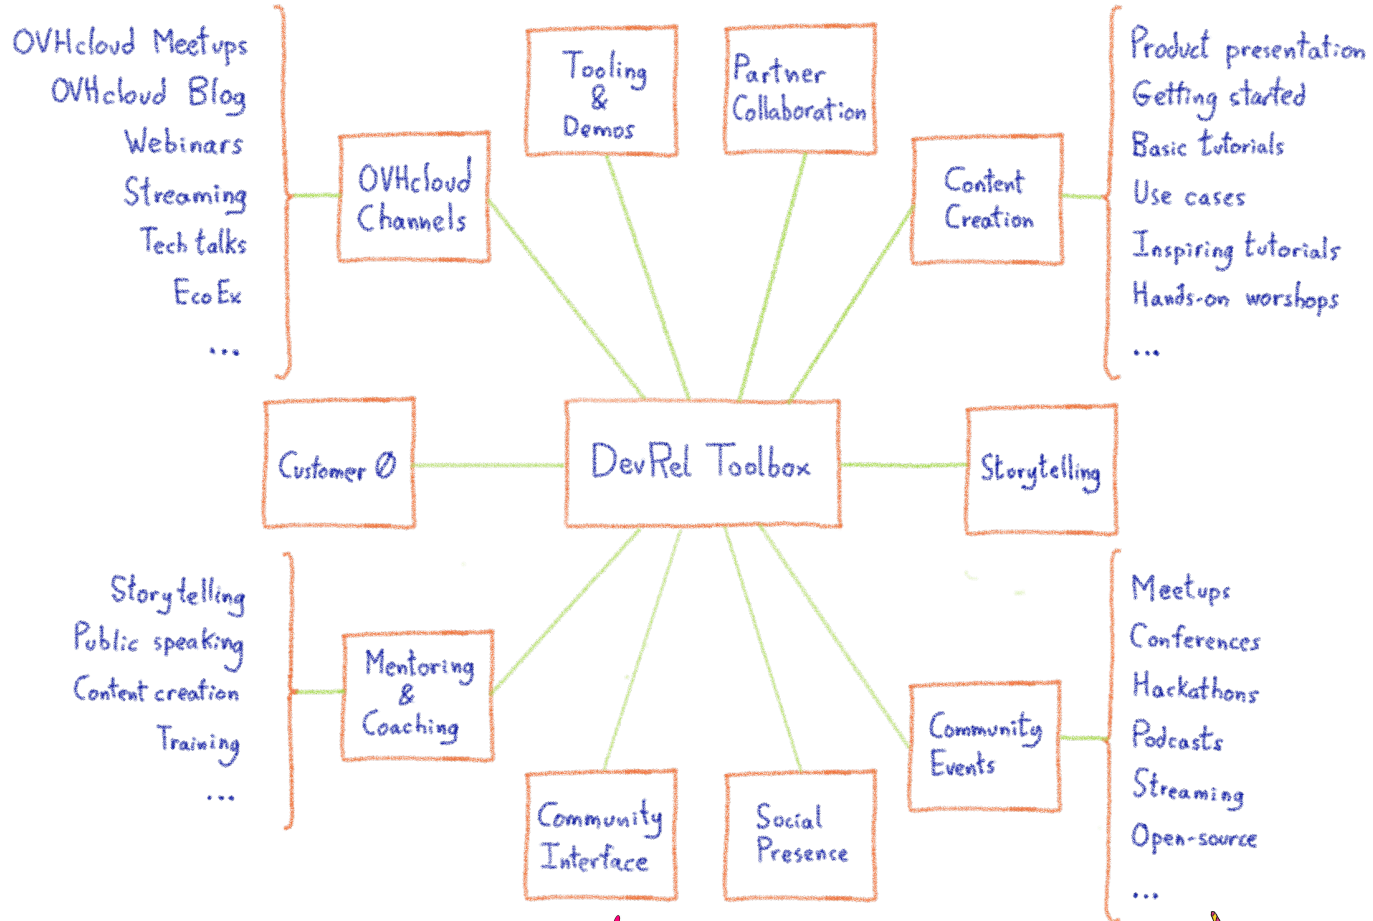 OVHcloud Meetups
OVHcloud Blog
Webinars
Streaming
Tech talks
EcoEx
...
OVHcloud
Channels
Tooling
&
Demos
Partner
Collaboration
Content
Creation
Product presentation
Getting started
Basic tutorials
Use cases
Inspiring tutorials
Hands-on worshops
...
Customer 0
DevRel Toolbox
Storytelling
Storytelling
Public speaking
Content creation
Training
...
Mentoring
&
Coaching
Community
Interface
Social
Presence
Community
Events
Meetups
Conferences
Hackathons
Podcasts
Streaming
Open-source
...